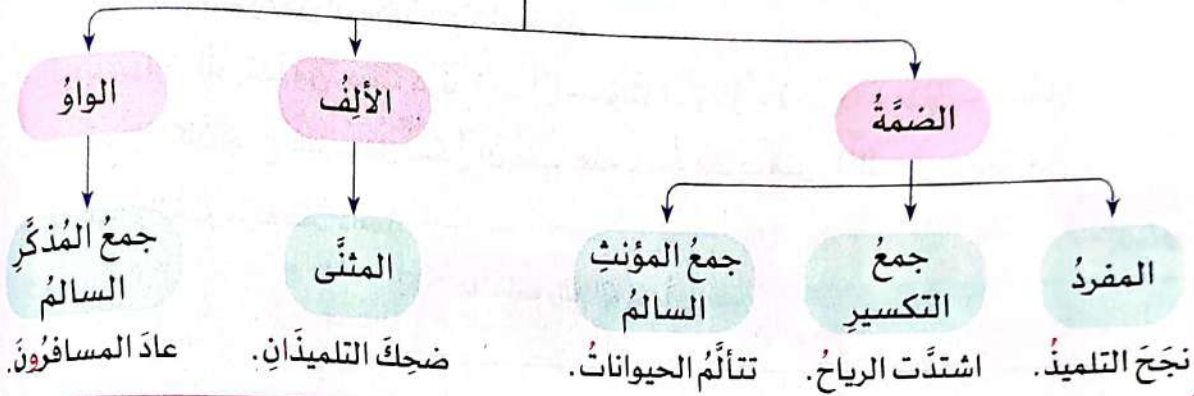 الضمَّةُ
الألِفُ
الواوُ
المفردُ
جمعُ
التكسيرِ
جمعُ المؤنثِ
السالمُ
المثنَّى
جمعُ المُذكَّرِ
السالمُ
نجَحَ التلميذُ.
اشتدَّت الرياحُ.
تتألَّمُ الحيواناتُ.
ضحِكَ التلميذَانِ.
عادَ المسافرُونَ.